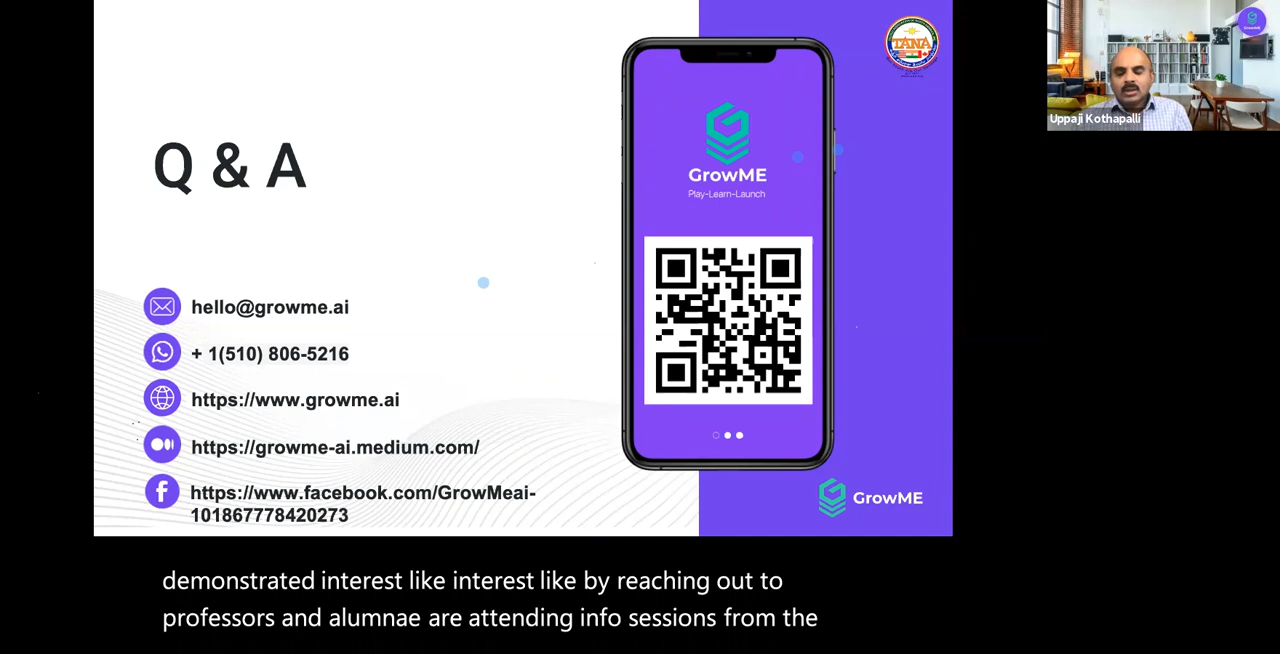 Q & A
hello@growme.ai
+ 1(510) 806-5216
https://www.growme.ai
https://growme-ai.medium.com/
https://www.facebook.com/GrowMeai-
101867778420273
GrowME
Play-Learn-Launch
TANA
GrowME
GrowME
Uppaji Kothapalli
demonstrated interest like interest like by reaching out to
professors and alumnae are attending info sessions from the